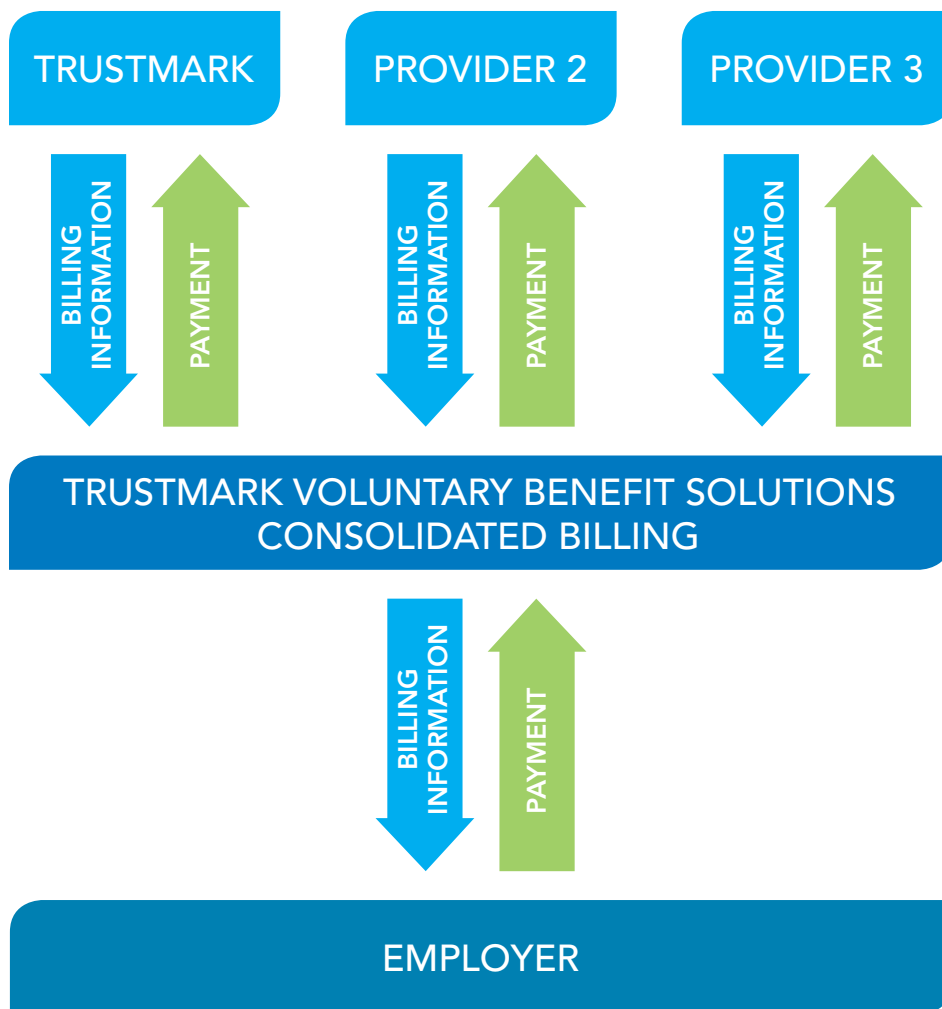 TRUSTMARK
PROVIDER 2
PROVIDER 3
BILLING
INFORMATION
PAYMENT
BILLING
INFORMATION
PAYMENT
BILLING
INFORMATION
PAYMENT
TRUSTMARK VOLUNTARY BENEFIT SOLUTIONS
CONSOLIDATED BILLING
BILLING
INFORMATION
PAYMENT
EMPLOYER